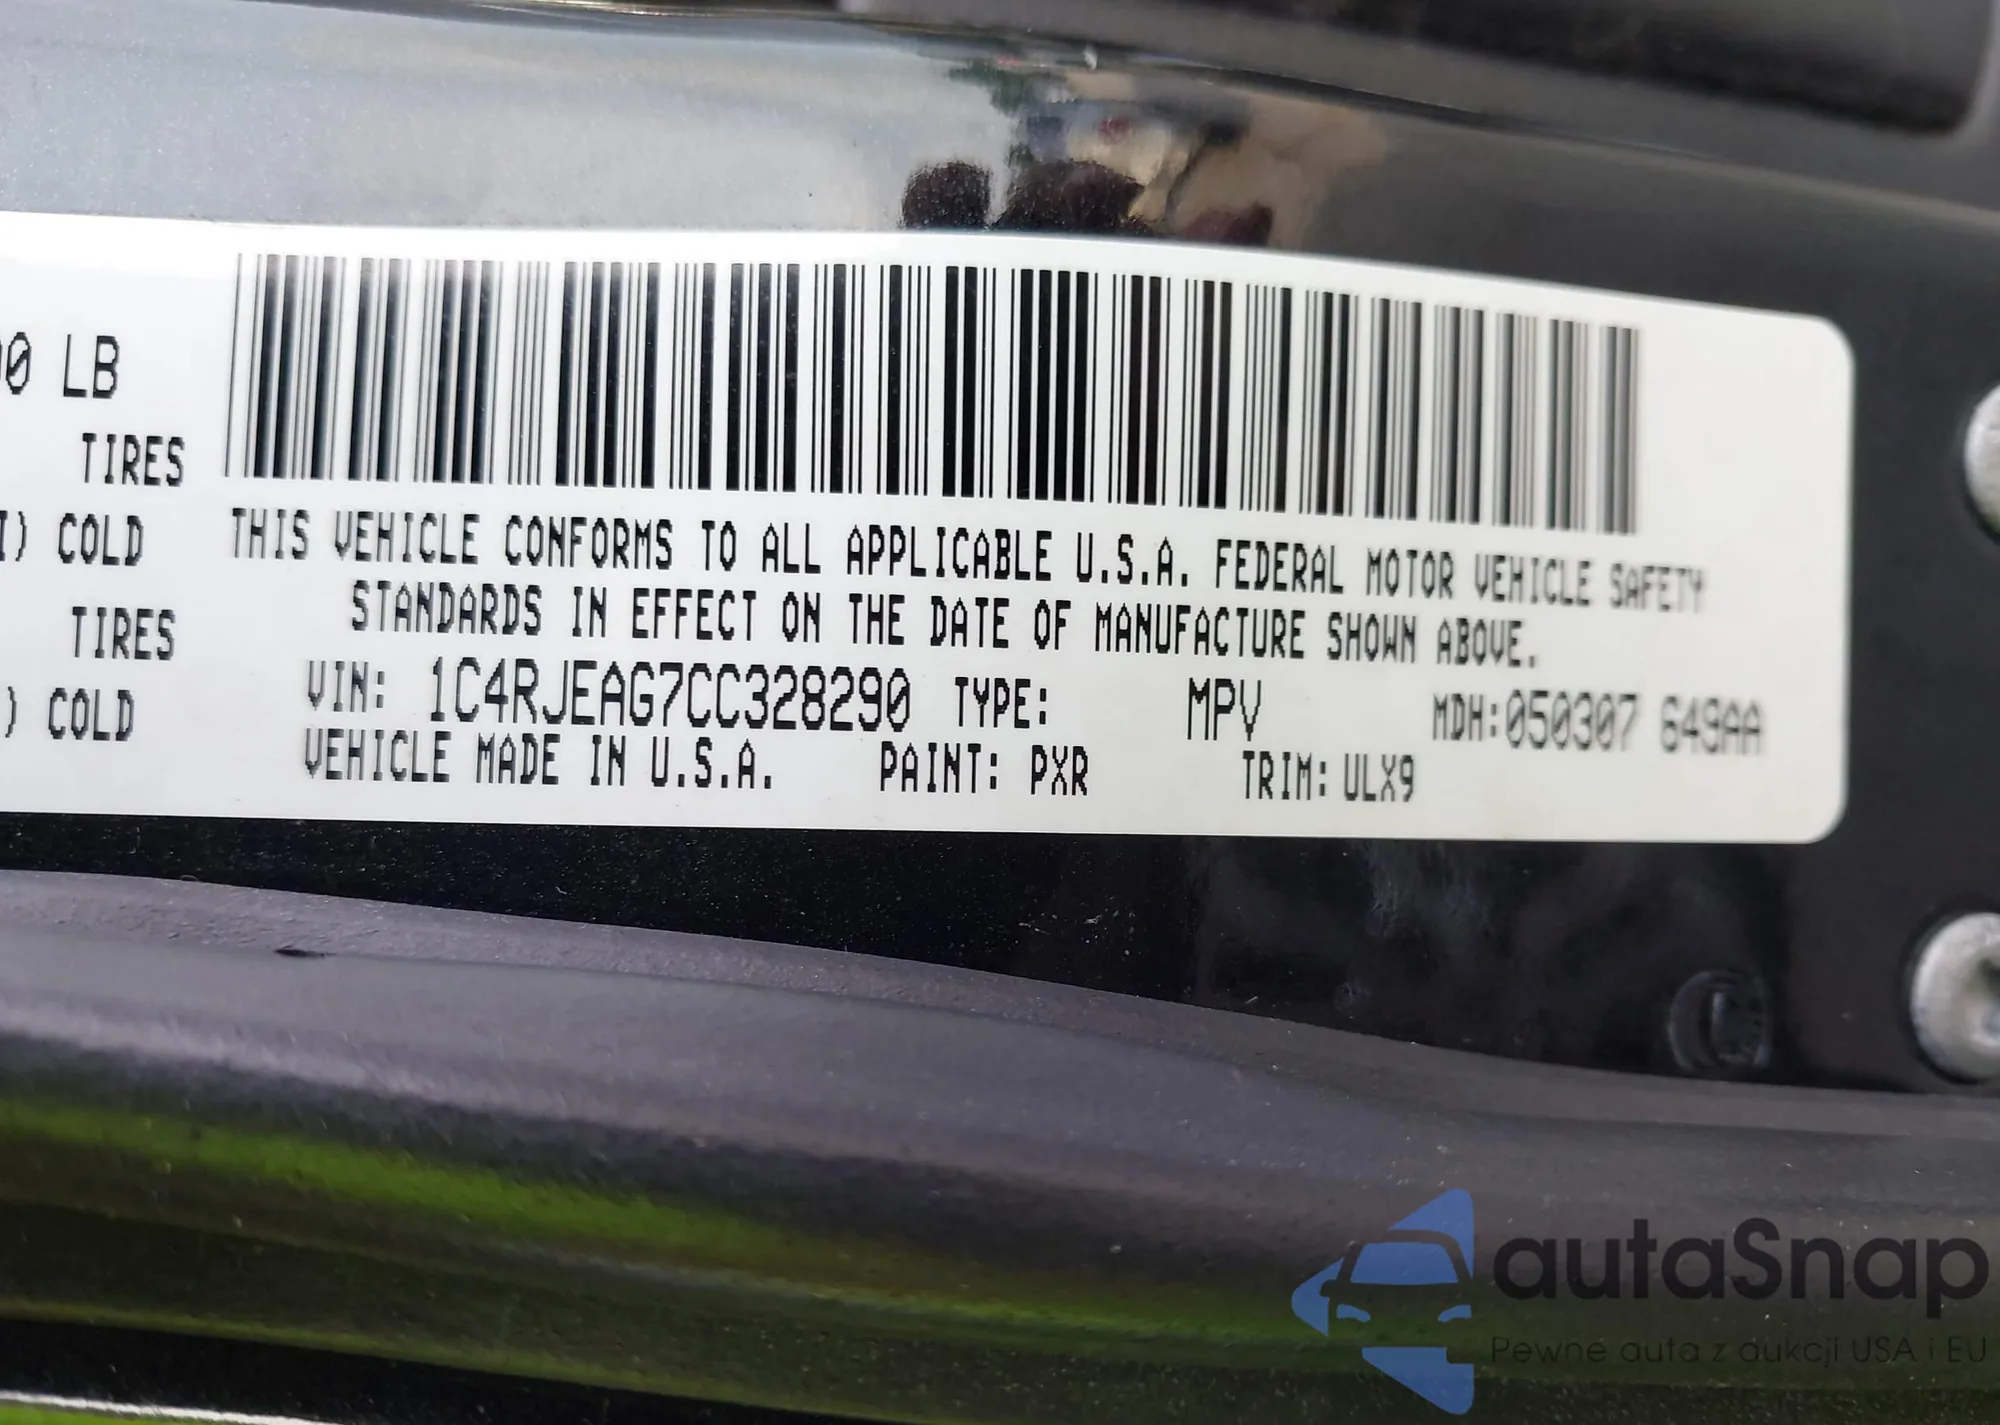 00 LB
TIRES
I) COLD
TIRES
) COLD
THIS VEHICLE CONFORMS TO ALL APPLICABLE U.S.A. FEDERAL MOTOR VEHICLE SAFETY
STANDARDS IN EFFECT ON THE DATE OF MANUFACTURE SHOWN ABOVE.
VIN: 1C4RJEAG7CC328290 TYPE: MPV MDH:050307 649AA
VEHICLE MADE IN U.S.A. PAINT: PXR TRIM: ULX9
autaSnap
Pewne auta z aukcji USA i EU